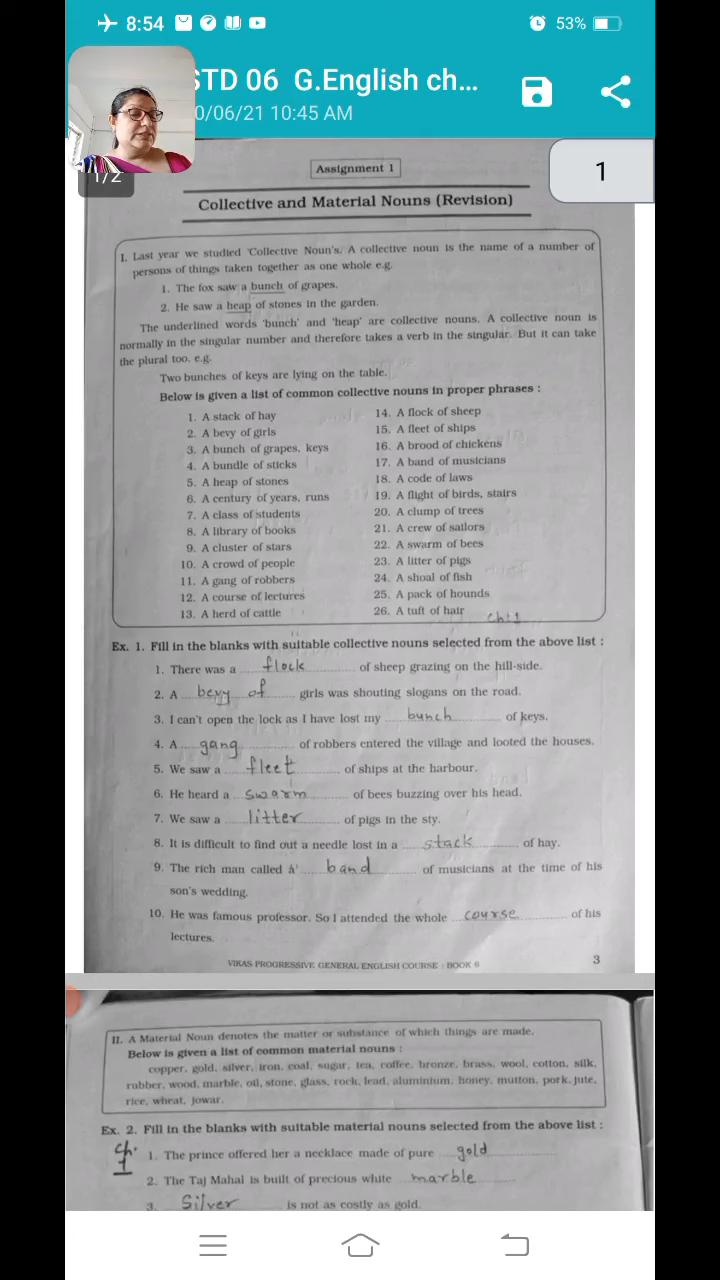 8:54
53%
STD 06 G.English ch...
0/06/21 10:45 AM
1/2
1
Assignment 1
Collective and Material Nouns (Revision)
I. Last year we studied 'Collective Noun's. A collective noun is the name of a number of
persons of things taken together as one whole e.g.
1. The fox saw a bunch of grapes.
2. He saw a heap of stones in the garden.
The underlined words 'bunch' and 'heap' are collective nouns. A collective noun is
normally in the singular number and therefore takes a verb in the singular. But it can take
the plural too, e.g.
Two bunches of keys are lying on the table.
Below is given a list of common collective nouns in proper phrases :
1. A stack of hay
2. A bevy of girls
3. A bunch of grapes, keys
4. A bundle of sticks
5. A heap of stones
6. A century of years, runs
7. A class of students
8. A library of books
9. A cluster of stars
10. A crowd of people
11. A gang of robbers
12. A course of lectures
13. A herd of cattle
14. A flock of sheep
15. A fleet of ships
16. A brood of chickens
17. A band of musicians
18. A code of laws
19. A flight of birds, stairs
20. A clump of trees
21. A crew of sailors
22. A swarm of bees
23. A litter of pigs
24. A shoal of fish
25. A pack of hounds
26. A tuft of hair
ch:1
Ex. 1. Fill in the blanks with suitable collective nouns selected from the above list :
1. There was a flock of sheep grazing on the hill-side.
2. A bevy of girls was shouting slogans on the road.
3. I can't open the lock as I have lost my bunch of keys.
4. A gang of robbers entered the village and looted the houses.
5. We saw a fleet of ships at the harbour.
6. He heard a swarm of bees buzzing over his head.
7. We saw a litter of pigs in the sty.
8. It is difficult to find out a needle lost in a stack of hay.
9. The rich man called a band of musicians at the time of his
son's wedding.
10. He was famous professor. So I attended the whole course of his
lectures.
VIKAS PROGRESSIVE GENERAL ENGLISH COURSE : BOOK 6
3
II. A Material Noun denotes the matter or substance of which things are made.
Below is given a list of common material nouns :
copper, gold, silver, iron, coal, sugar, tea, coffee, bronze, brass, wool, cotton, silk,
rubber, wood, marble, oil, stone, glass, rock, lead, aluminium, honey, mutton, pork, jute,
rice, wheat, jowar.
Ex. 2. Fill in the blanks with suitable material nouns selected from the above list :
ch.
1
1. The prince offered her a necklace made of pure gold
2. The Taj Mahal is built of precious white marble
3. Silver is not as costly as gold.